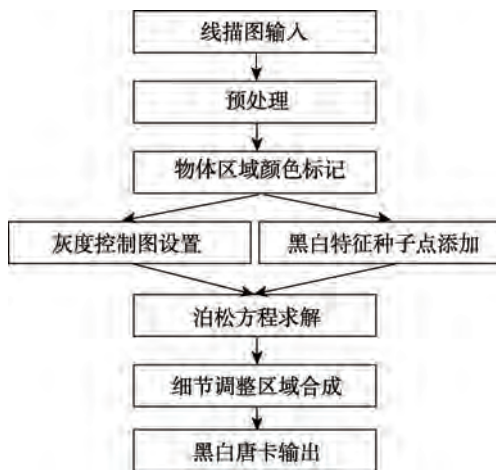 线描图输入
预处理
物体区域颜色标记
灰度控制图设置
黑白特征种子点添加
泊松方程求解
细节调整区域合成
黑白唐卡输出